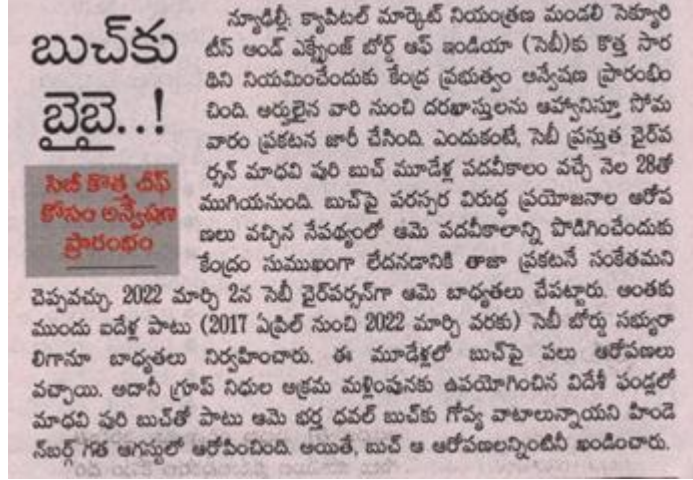 బుచ్‌కు
బైబై..!
సెబీ కొత్త చీఫ్
కోసం అన్వేషణ
ప్రారంభం
న్యూఢిల్లీ: క్యాపిటల్ మార్కెట్ నియంత్రణ మండలి సెక్యూరి
టీస్ అండ్ ఎక్స్ఛేంజ్ బోర్డ్ ఆఫ్ ఇండియా (సెబీ)కు కొత్త సార
థిని నియమించేందుకు కేంద్ర ప్రభుత్వం అన్వేషణ ప్రారంభిం
చింది. అర్హులైన వారి నుంచి దరఖాస్తులను ఆహ్వానిస్తూ సోమ
వారం ప్రకటన జారీ చేసింది. ఎందుకంటే, సెబీ ప్రస్తుత చైర్‌ప
ర్సన్ మాధవి పురి బుచ్ మూడేళ్ల పదవీకాలం వచ్చే నెల 28తో
ముగియనుంది. బుచ్‌పై పరస్పర విరుద్ధ ప్రయోజనాల ఆరోప
ణలు వచ్చిన నేపథ్యంలో ఆమె పదవీకాలాన్ని పొడిగించేందుకు
కేంద్రం సుముఖంగా లేదనడానికి తాజా ప్రకటనే సంకేతమని
చెప్పవచ్చు. 2022 మార్చి 2న సెబీ చైర్‌పర్సన్‌గా ఆమె బాధ్యతలు చేపట్టారు. అంతకు
ముందు ఐదేళ్ల పాటు (2017 ఏప్రిల్ నుంచి 2022 మార్చి వరకు) సెబీ బోర్డు సభ్యురా
లిగానూ బాధ్యతలు నిర్వహించారు. ఈ మూడేళ్లలో బుచ్‌పై పలు ఆరోపణలు
వచ్చాయి. అదానీ గ్రూప్ నిధుల అక్రమ మళ్లింపునకు ఉపయోగించిన విదేశీ ఫండ్లలో
మాధవి పురి బుచ్‌తో పాటు ఆమె భర్త ధవల్ బుచ్‌కు గోప్య వాటాలున్నాయని హిండె
న్‌బర్గ్ గత ఆగస్టులో ఆరోపించింది. అయితే, బుచ్ ఆ ఆరోపణలన్నింటినీ ఖండించారు.